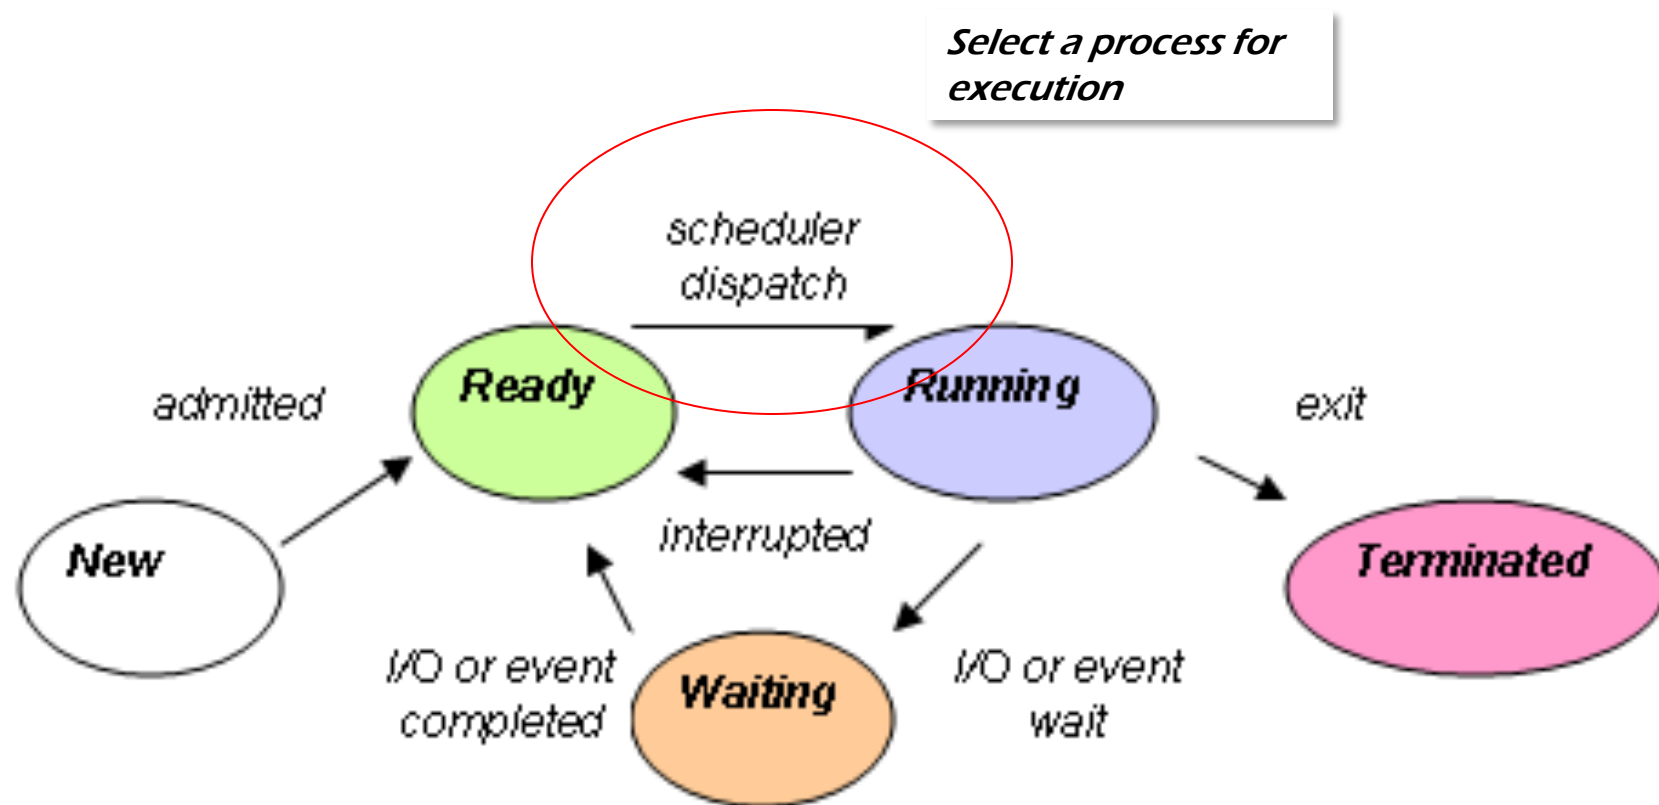 Select a process for
execution
scheduler
dispatch
Ready
Running
admitted
exit
interrupted
New
Terminated
I/O or event
completed
Waiting
I/O or event
wait